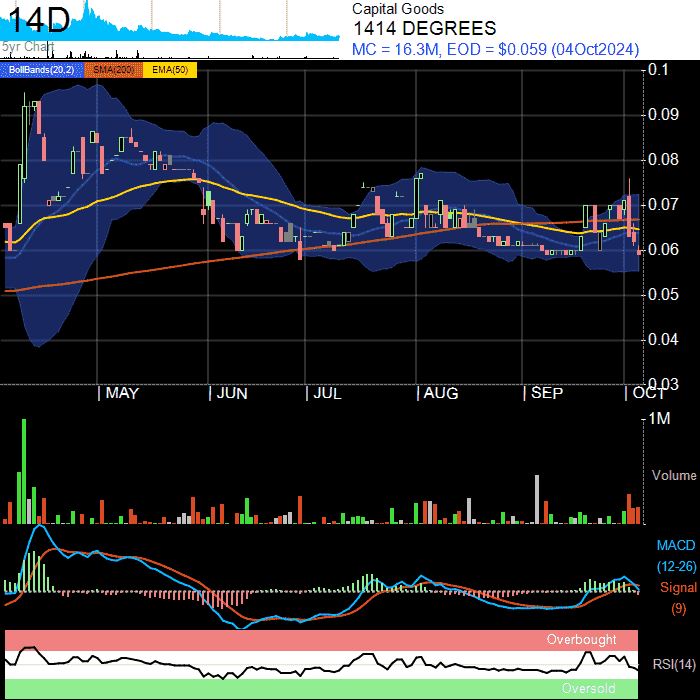 14D
5yr Chart
Capital Goods
1414 DEGREES
MC = 16.3M, EOD = $0.059 (04Oct2024)
BollBands(20,2) SMA(200) EMA(50)
0.1
0.09
0.08
0.07
0.06
0.05
0.04
0.03
MAY JUN JUL AUG SEP OCT
1M
Volume
MACD
(12-26)
Signal
(9)
Overbought
RSI(14)
Oversold